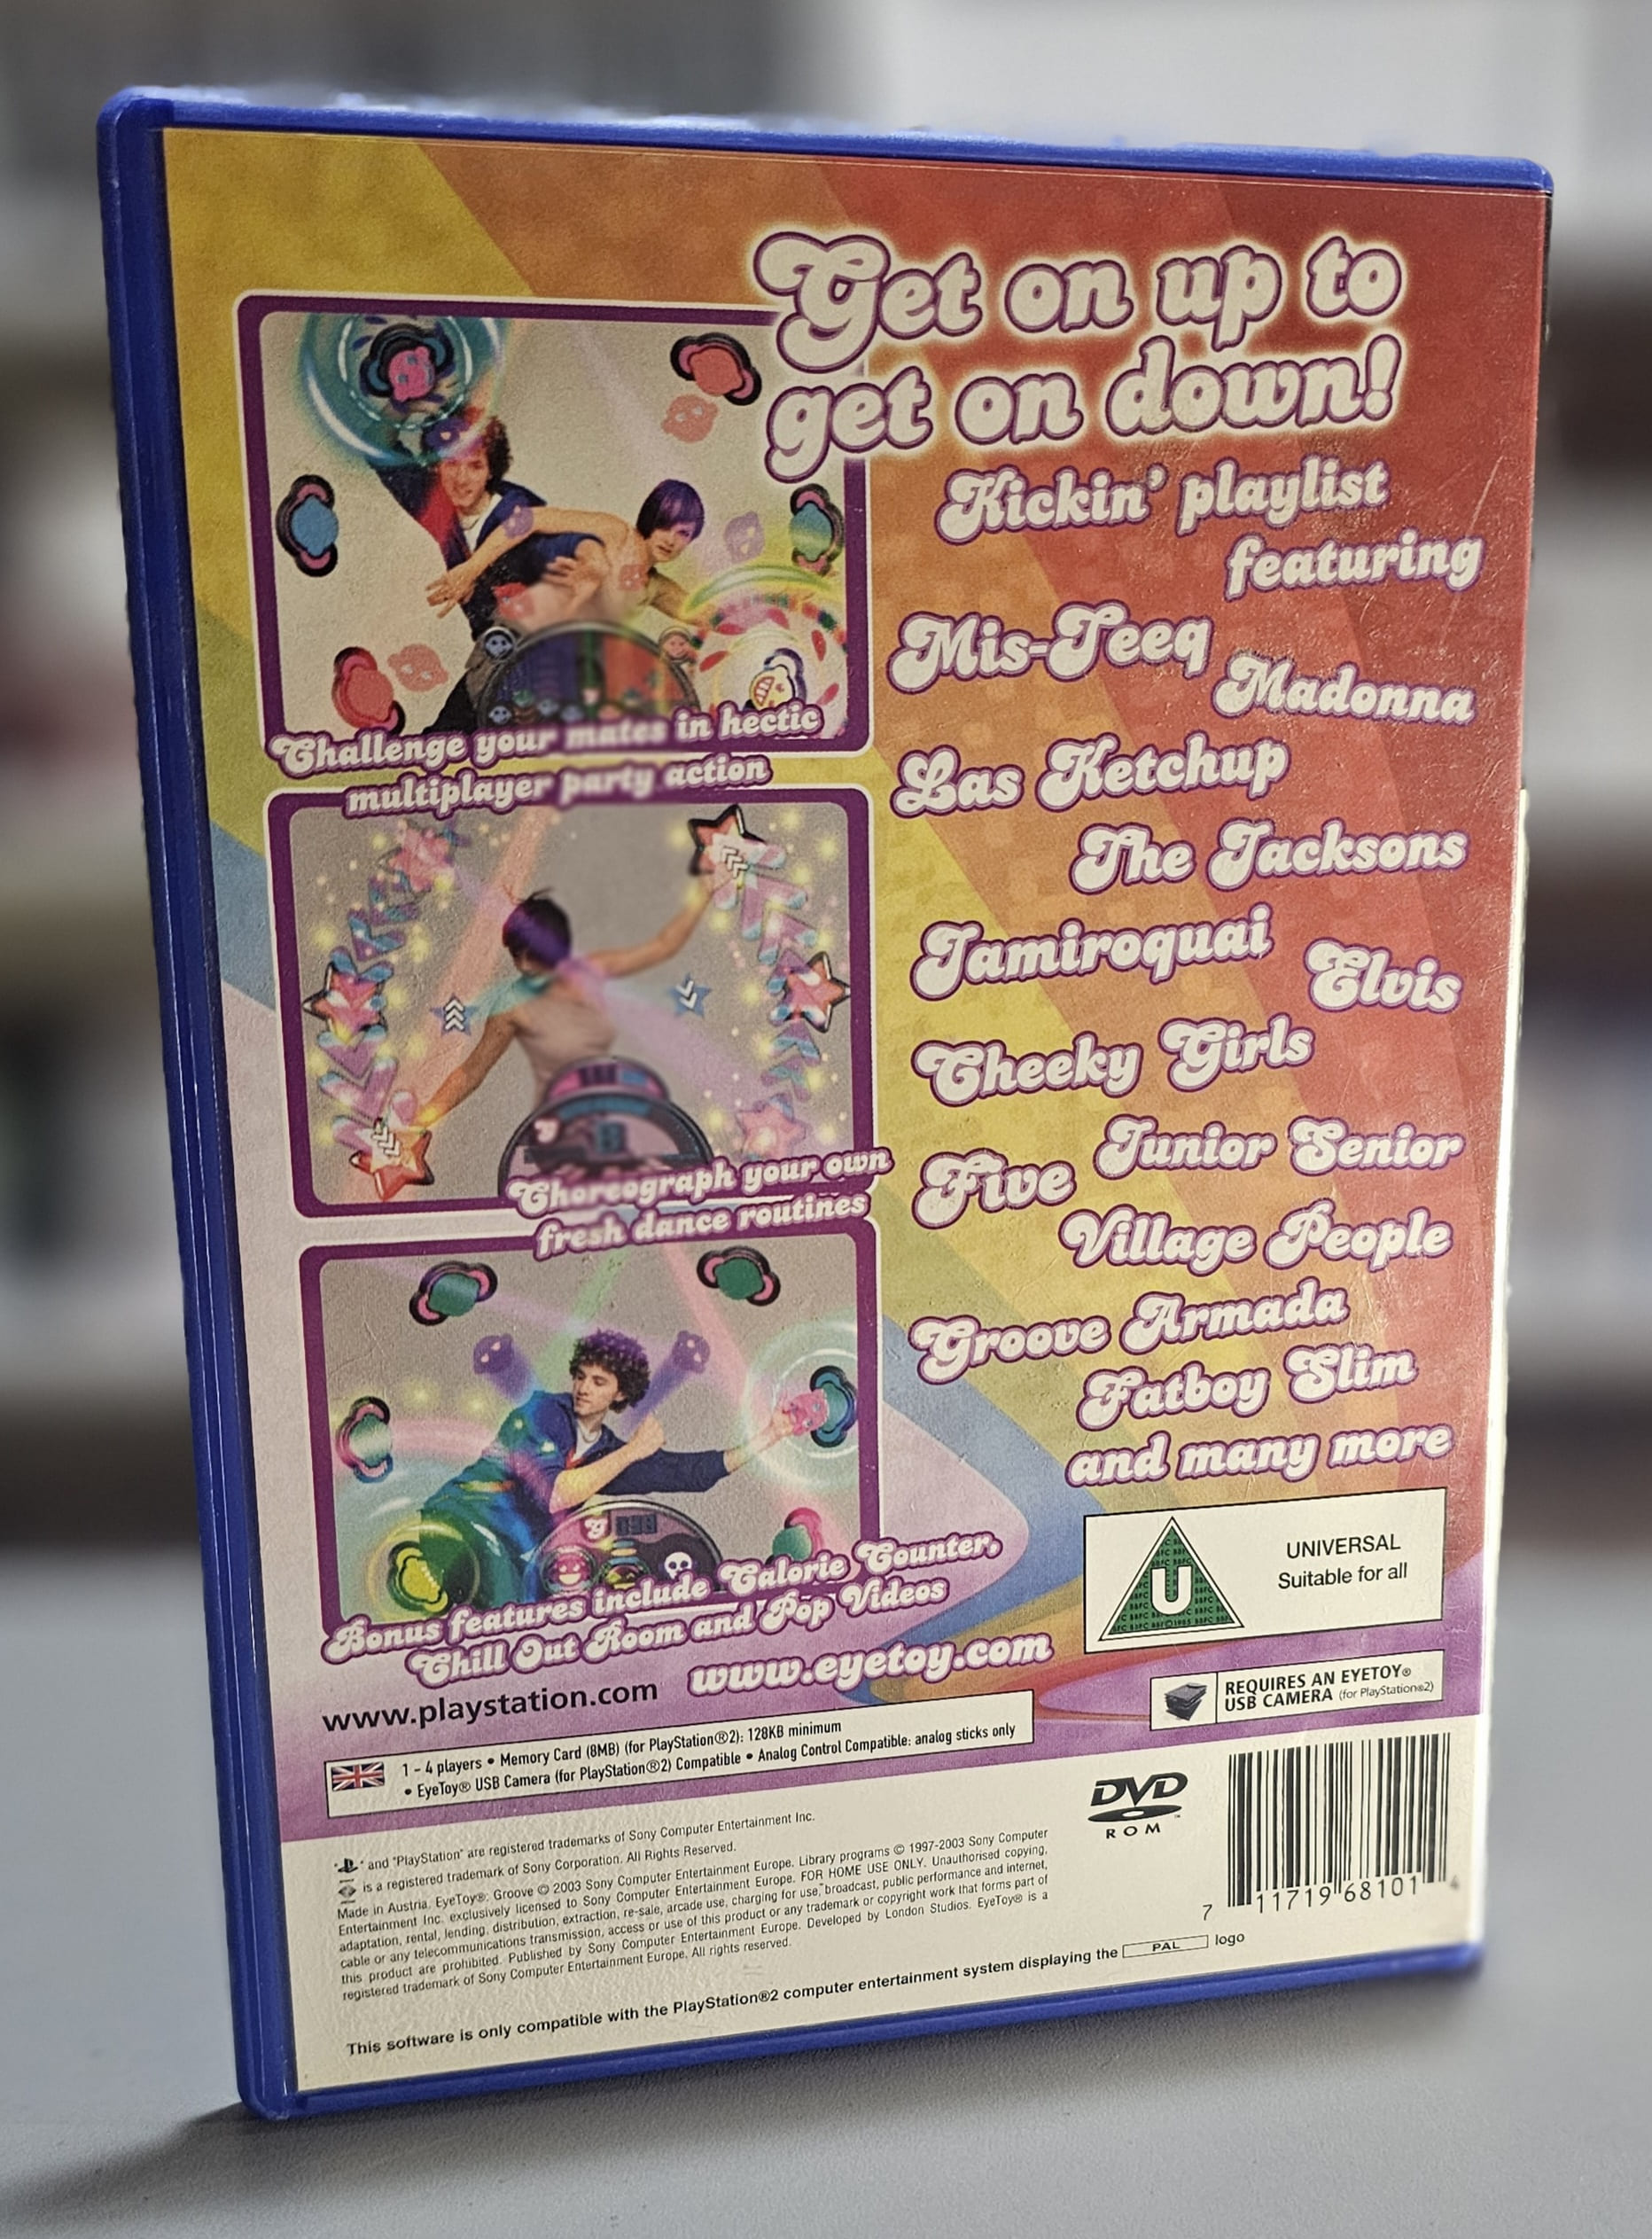 Get on up to
get on down!
Kickin' playlist
featuring
Mis-Teeq
Madonna
Las Ketchup
The Jacksons
Jamiroquai
Elvis
Cheeky Girls
Junior Senior
Five
Village People
Groove Armada
Fatboy Slim
and many more
Challenge your mates in hectic
multiplayer party action
Choreograph your own
fresh dance routines
Bonus features include Calorie Counter,
Chill Out Room and Pop Videos
www.playstation.com
www.eyetoy.com
U
UNIVERSAL
Suitable for all
REQUIRES AN EYETOY®
USB CAMERA (for PlayStation®2)
1 - 4 players • Memory Card (8MB) (for PlayStation®2): 128KB minimum
• EyeToy® USB Camera (for PlayStation®2) Compatible • Analog Control Compatible: analog sticks only
DVD
ROM
7 11719 68101 4
" " and "PlayStation" are registered trademarks of Sony Computer Entertainment Inc.
is a registered trademark of Sony Corporation. All Rights Reserved.
Made in Austria. EyeToy®: Groove © 2003 Sony Computer Entertainment Europe. Library programs © 1997-2003 Sony Computer
Entertainment Inc. exclusively licensed to Sony Computer Entertainment Europe. FOR HOME USE ONLY. Unauthorised copying,
adaptation, rental, lending, distribution, extraction, re-sale, arcade use, charging for use, broadcast, public performance and internet,
cable or any telecommunications transmission, access or use of this product or any trademark or copyright work that forms part of
this product are prohibited. Published by Sony Computer Entertainment Europe. Developed by London Studios. EyeToy® is a
registered trademark of Sony Computer Entertainment Europe. All rights reserved.
This software is only compatible with the PlayStation®2 computer entertainment system displaying the PAL logo